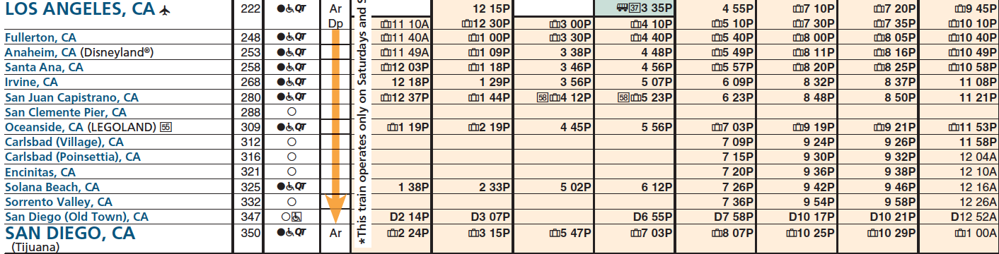 LOS ANGELES, CA 222 QT Ar 12 15P 37 3 35P 4 55P 7 10P 7 20P 9 45P
Dp 11 10A 12 30P 3 00P 4 10P 5 10P 7 30P 7 35P 10 10P
Fullerton, CA 248 QT 11 40A 1 00P 3 30P 4 40P 5 40P 8 00P 8 05P 10 40P
Anaheim, CA (Disneyland®) 253 QT 11 49A 1 09P 3 38P 4 48P 5 49P 8 11P 8 16P 10 49P
Santa Ana, CA 258 QT 12 03P 1 18P 3 46P 4 56P 5 57P 8 20P 8 25P 10 58P
Irvine, CA 268 QT 12 18P 1 29P 3 56P 5 07P 6 09P 8 32P 8 37P 11 08P
San Juan Capistrano, CA 280 QT 12 37P 1 44P 58 4 12P 58 5 23P 6 23P 8 48P 8 50P 11 21P
San Clemente Pier, CA 288
Oceanside, CA (LEGOLAND) 55 309 QT 1 19P 2 19P 4 45P 5 56P 7 03P 9 19P 9 21P 11 53P
Carlsbad (Village), CA 312 7 09P 9 24P 9 26P 11 58P
Carlsbad (Poinsettia), CA 316 7 15P 9 30P 9 32P 12 04A
Encinitas, CA 321 7 20P 9 36P 9 38P 12 10A
Solana Beach, CA 325 QT 1 38P 2 33P 5 02P 6 12P 7 26P 9 42P 9 46P 12 16A
Sorrento Valley, CA 332 7 36P 9 54P 9 58P 12 26A
San Diego (Old Town), CA 347 D2 14P D3 07P D6 55P D7 58P D10 17P D10 21P D12 52A
SAN DIEGO, CA 350 QT Ar 2 24P 3 15P 5 47P 7 03P 8 07P 10 25P 10 29P 1 00A
(Tijuana)
*This train operates only on Saturdays and S